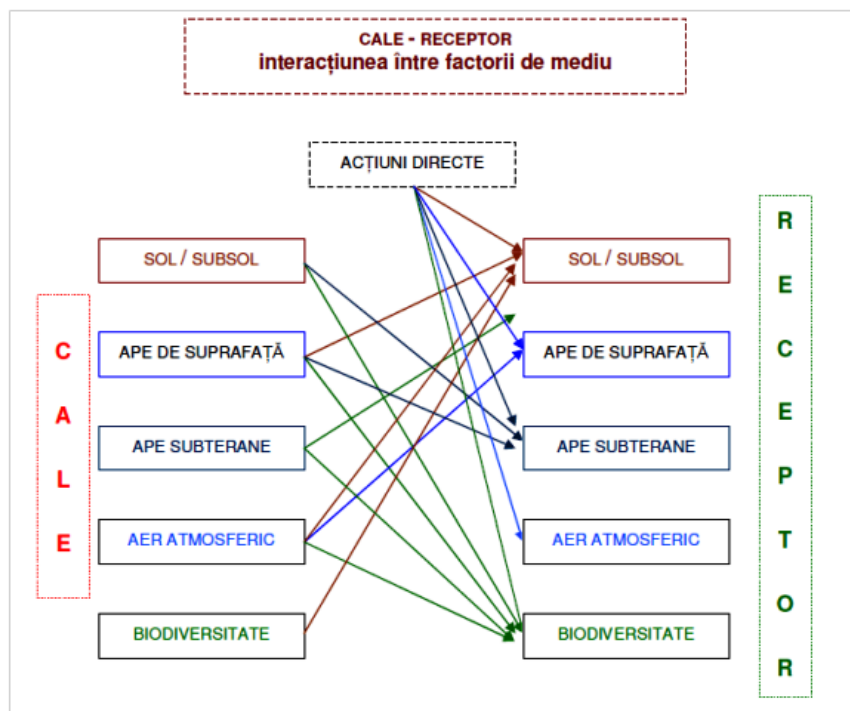 CALE - RECEPTOR
interacțiunea între factorii de mediu
ACȚIUNI DIRECTE
SOL / SUBSOL
APE DE SUPRAFAȚĂ
APE SUBTERANE
AER ATMOSFERIC
BIODIVERSITATE
SOL / SUBSOL
APE DE SUPRAFAȚĂ
APE SUBTERANE
AER ATMOSFERIC
BIODIVERSITATE
C
A
L
E
R
E
C
E
P
T
O
R